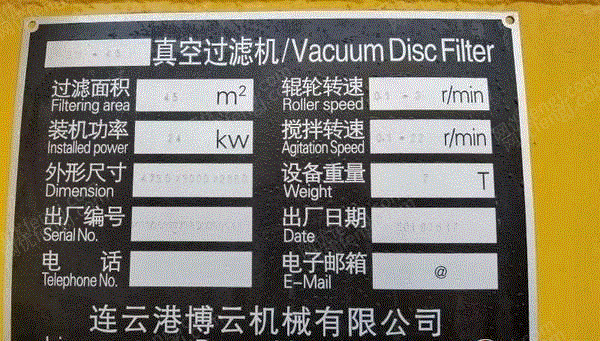 真空过滤机/Vacuum Disc Filter
过滤面积 45 m² 辊轮转速 r/min
Filtering area Roller speed
装机功率 24 kw 搅拌转速 r/min
Installed power Agitation Speed
外形尺寸 设备重量 7 T
Dimension Weight
出厂编号 出厂日期
Serial No. Date
电 话 电子邮箱 @
Telephone No. E-Mail
连云港博云机械有限公司